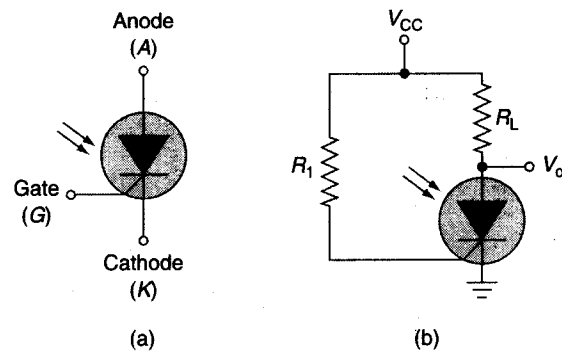 Anode
(A)
Gate
(G)
Cathode
(K)
(a)
VCC
RL
R1
Vo
(b)